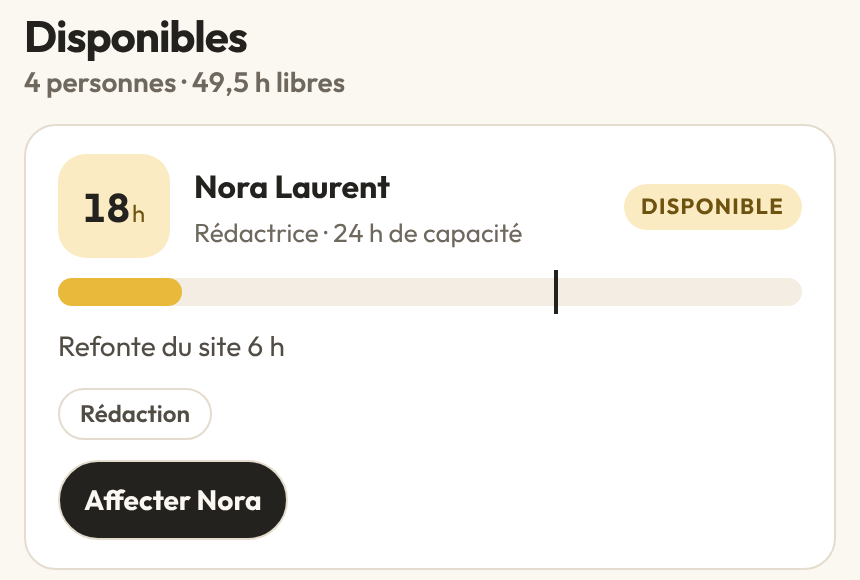 Disponibles
4 personnes · 49,5 h libres
18h
Nora Laurent
Rédactrice · 24 h de capacité
DISPONIBLE
Refonte du site 6 h
Rédaction
Affecter Nora